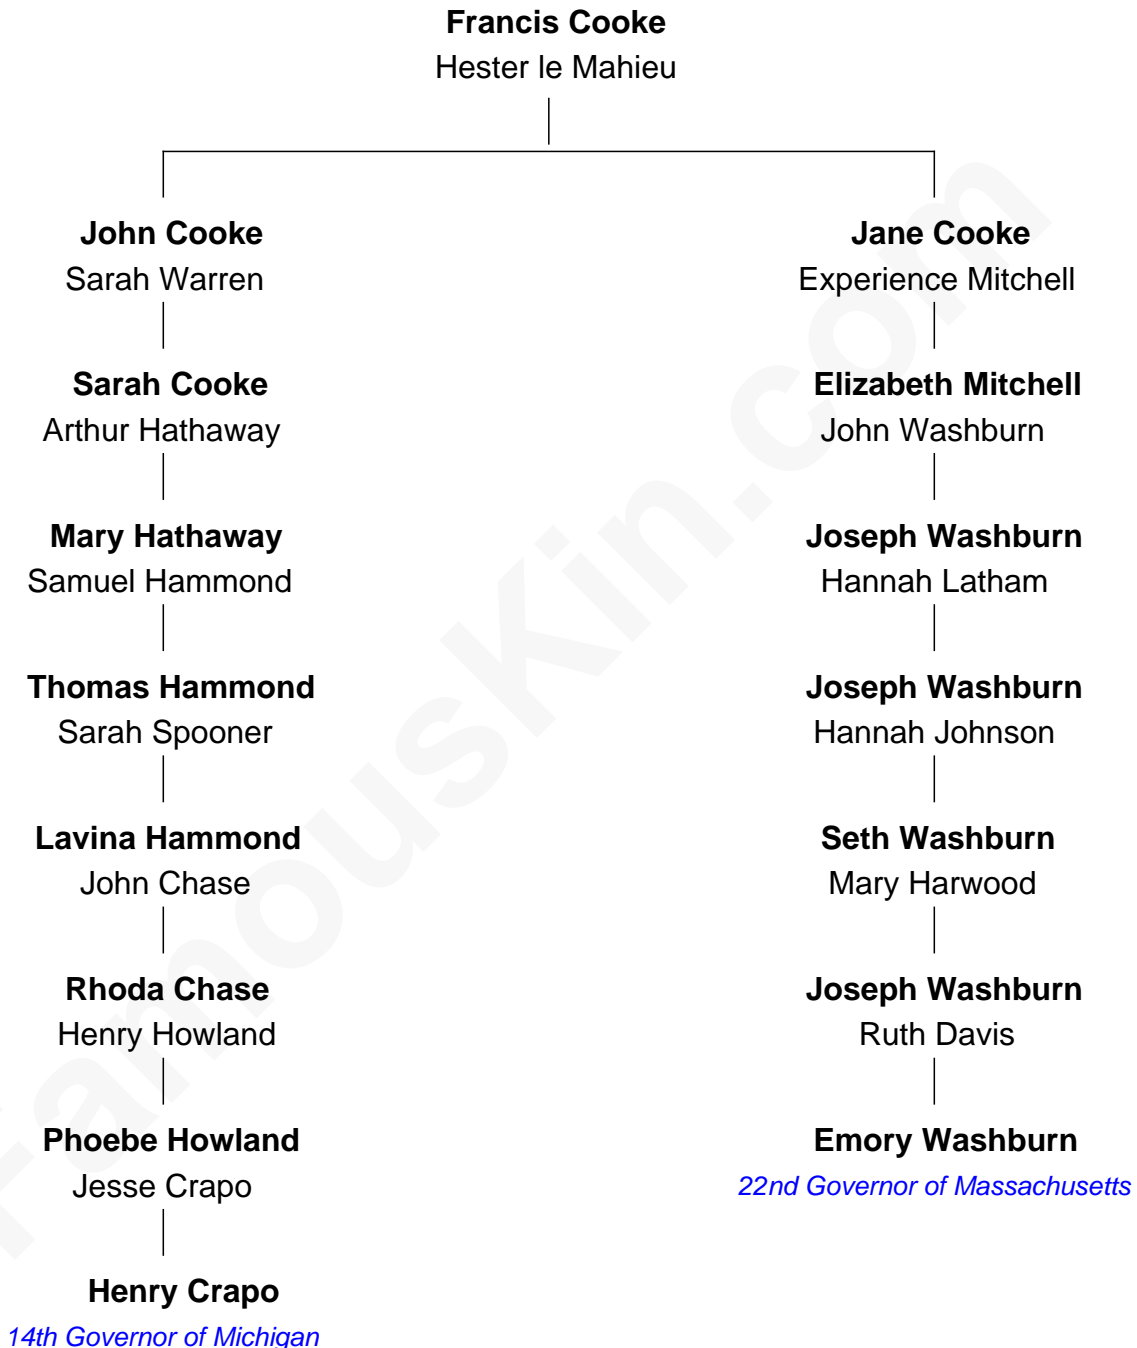 Francis Cooke
Hester le Mahieu
John Cooke
Sarah Warren
Jane Cooke
Experience Mitchell
Sarah Cooke
Arthur Hathaway
Elizabeth Mitchell
John Washburn
Mary Hathaway
Samuel Hammond
Joseph Washburn
Hannah Latham
Thomas Hammond
Sarah Spooner
Joseph Washburn
Hannah Johnson
Lavina Hammond
John Chase
Seth Washburn
Mary Harwood
Rhoda Chase
Henry Howland
Joseph Washburn
Ruth Davis
Phoebe Howland
Jesse Crapo
Emory Washburn
22nd Governor of Massachusetts
Henry Crapo
14th Governor of Michigan
FamousKin.com